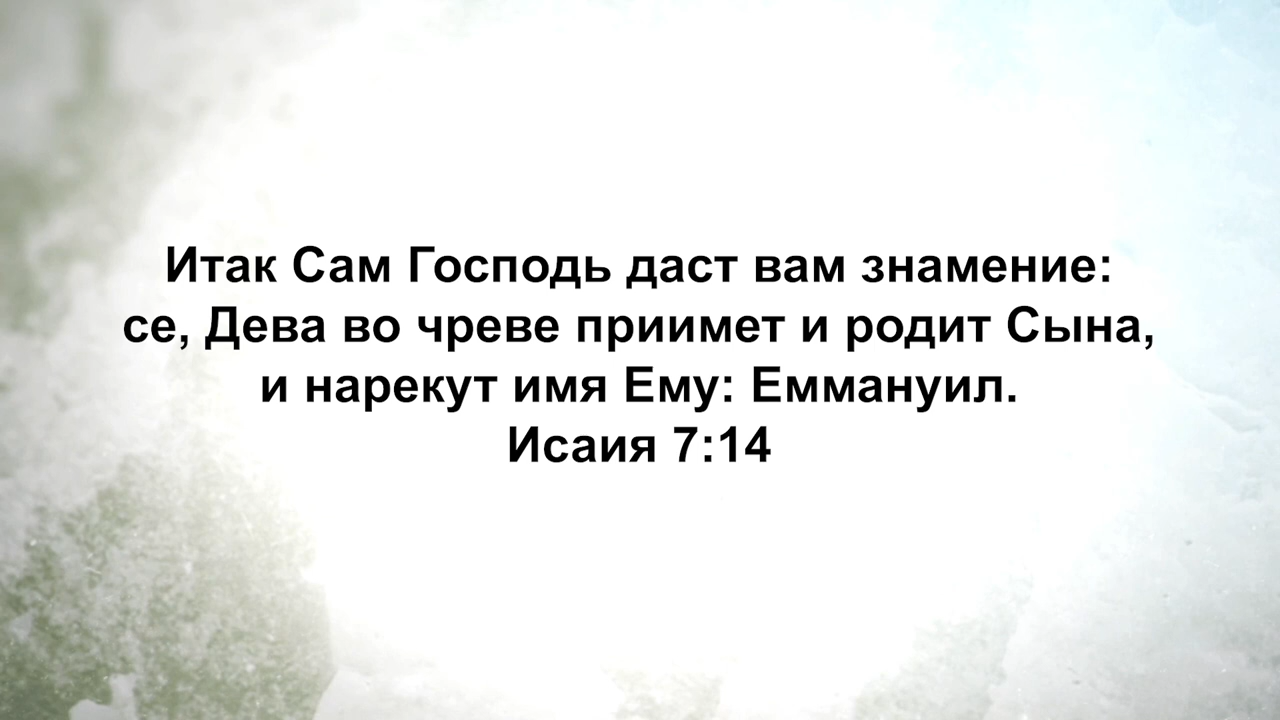 Итак Сам Господь даст вам знамение:
се, Дева во чреве приимет и родит Сына,
и нарекут имя Ему: Еммануил.
Исаия 7:14